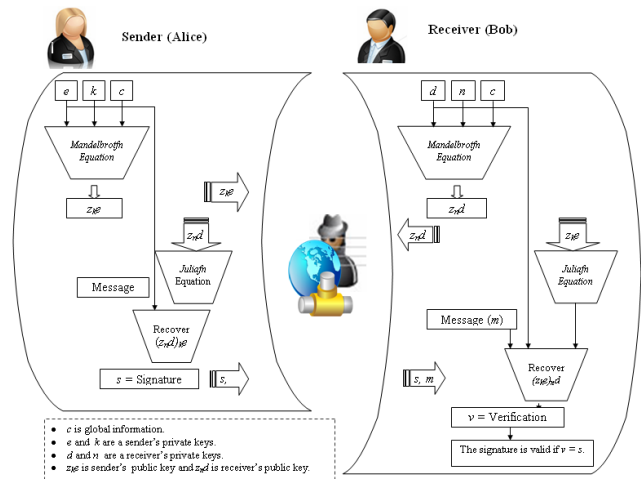 Sender (Alice)
Receiver (Bob)
e k c
Mandelbrotfn
Equation
zₖe
zₖe
zₙd
Juliafn
Equation
Message
Recover
(zₙd)ₖe
s = Signature
s,
d n c
Mandelbrotfn
Equation
zₙd
zₙd
zₖe
Juliafn
Equation
Message (m)
s, m
Recover
(zₖe)ₙd
v = Verification
The signature is valid if v = s.
• c is global information.
• e and k are a sender's private keys.
• d and n are a receiver's private keys.
• zₖe is sender's public key and zₙd is receiver's public key.